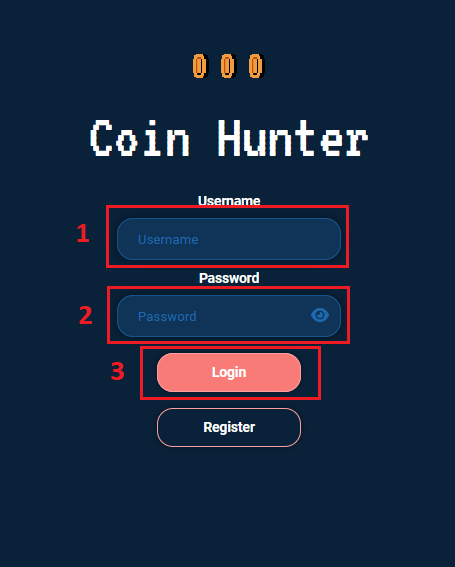 Coin Hunter
Username
1
Username
Password
2
Password
3
Login
Register